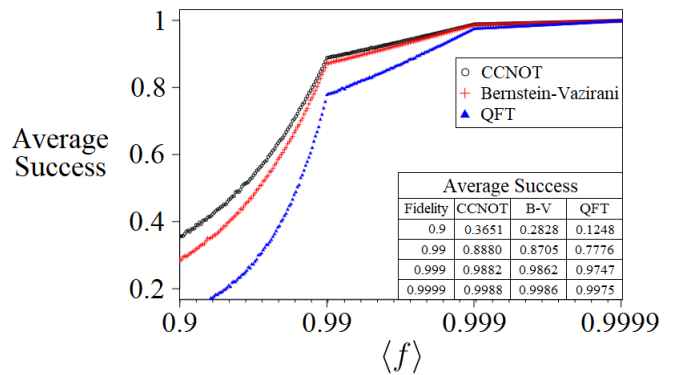 1
0.8
0.6
0.4
0.2
Average
Success
CCNOT
Bernstein-Vazirani
QFT
Average Success
Fidelity CCNOT B-V QFT
0.9 0.3651 0.2828 0.1248
0.99 0.8880 0.8705 0.7776
0.999 0.9882 0.9862 0.9747
0.9999 0.9988 0.9986 0.9975
0.9 0.99 0.999 0.9999
⟨f⟩